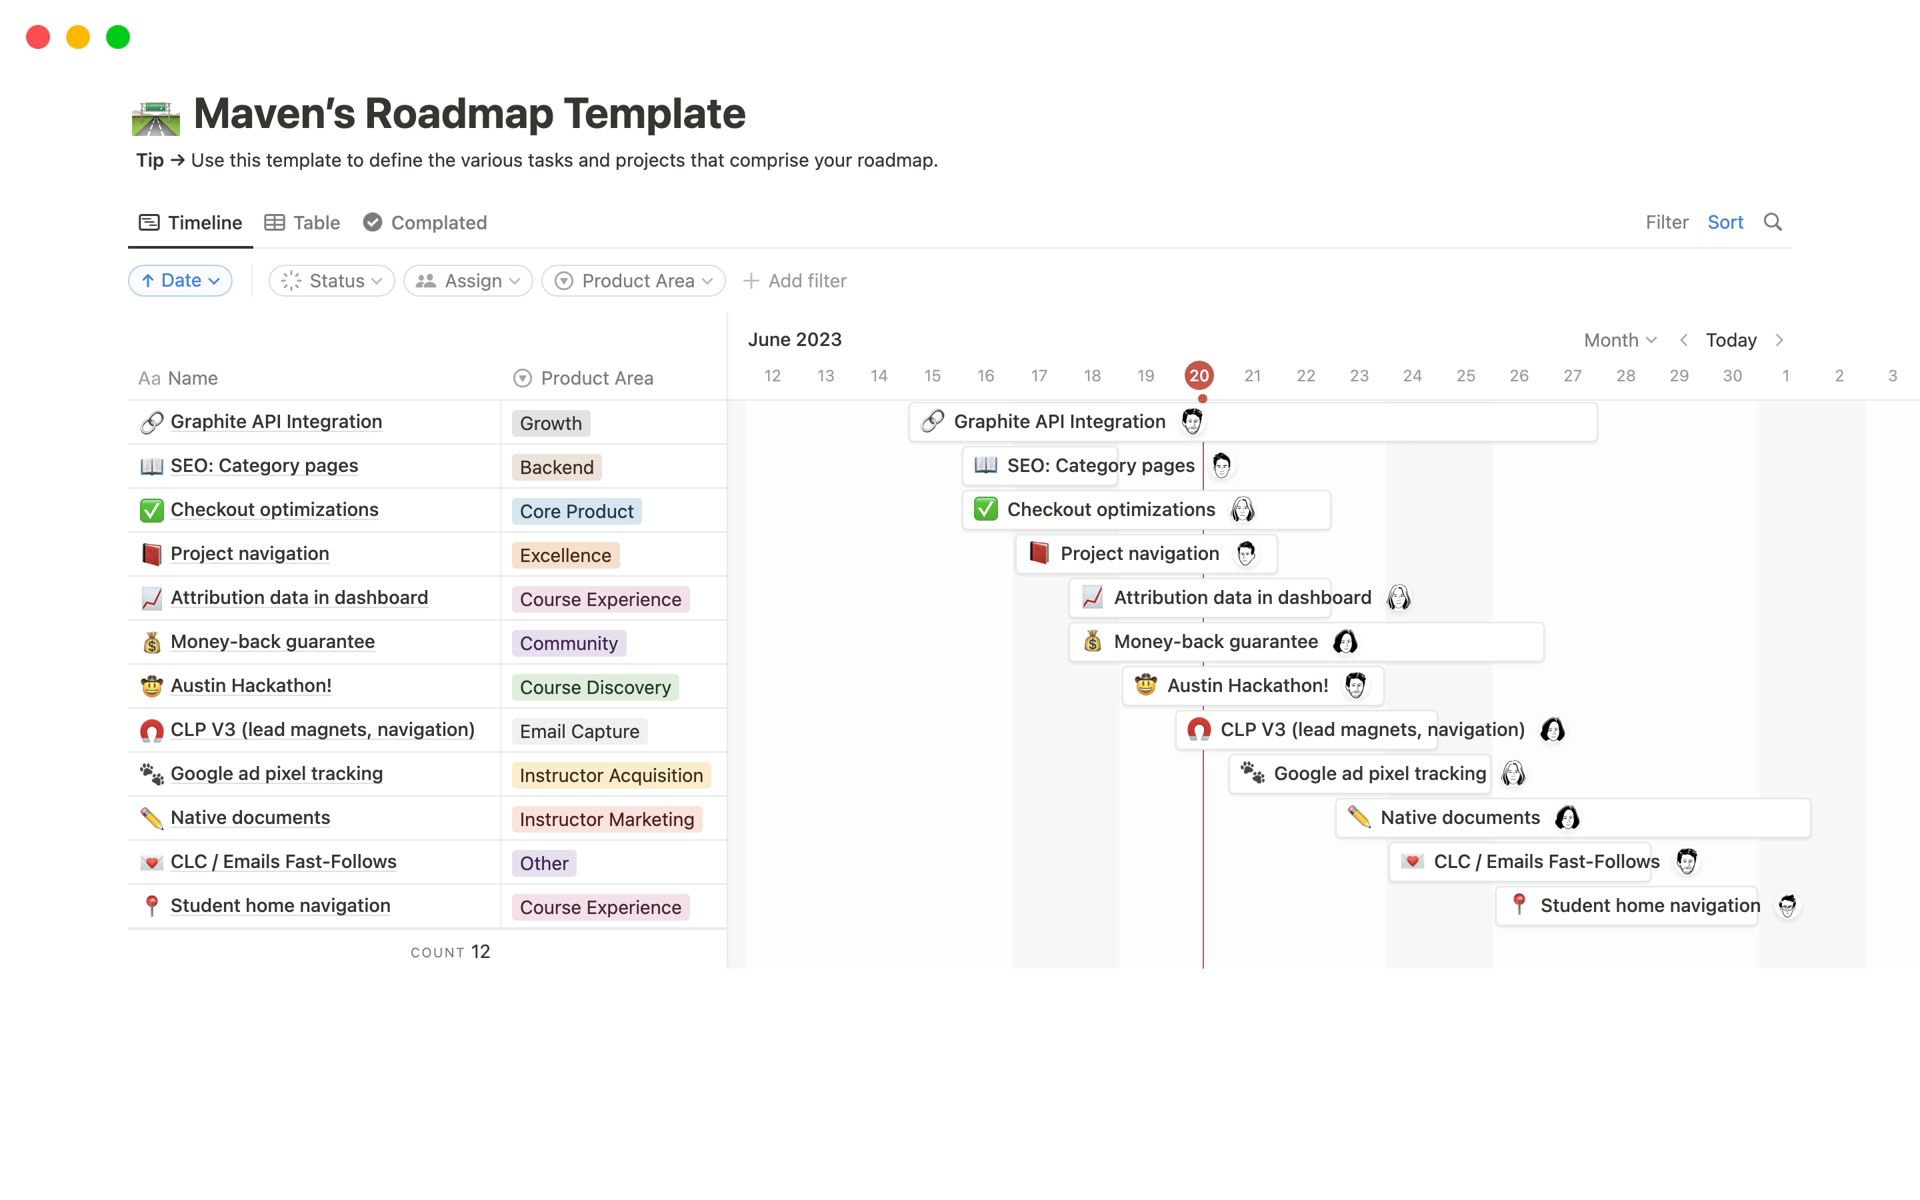 Maven’s Roadmap Template
Tip → Use this template to define the various tasks and projects that comprise your roadmap.
Timeline Table Complated
Filter Sort
↑ Date Status Assign Product Area + Add filter
June 2023 Month < Today >
Aa Name Product Area
12 13 14 15 16 17 18 19 20 21 22 23 24 25 26 27 28 29 30 1 2 3
Graphite API Integration Growth Graphite API Integration
SEO: Category pages Backend SEO: Category pages
Checkout optimizations Core Product Checkout optimizations
Project navigation Excellence Project navigation
Attribution data in dashboard Course Experience Attribution data in dashboard
Money-back guarantee Community Money-back guarantee
Austin Hackathon! Course Discovery Austin Hackathon!
CLP V3 (lead magnets, navigation) Email Capture CLP V3 (lead magnets, navigation)
Google ad pixel tracking Instructor Acquisition Google ad pixel tracking
Native documents Instructor Marketing Native documents
CLC / Emails Fast-Follows Other CLC / Emails Fast-Follows
Student home navigation Course Experience Student home navigation
COUNT 12